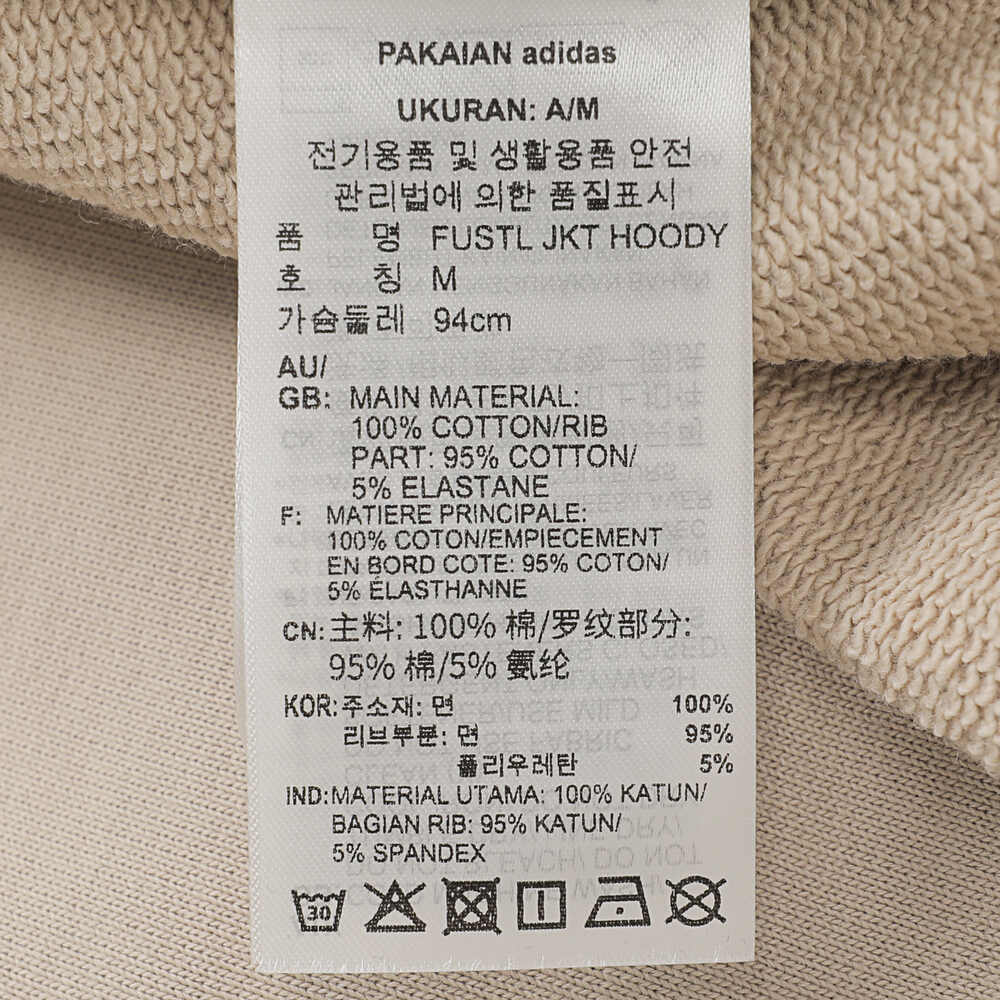 PAKAIAN adidas
UKURAN: A/M
전기용품 및 생활용품 안전
관리법에 의한 품질표시
품 명 FUSTL JKT HOODY
호 칭 M
가슴둘레 94cm
AU/
GB: MAIN MATERIAL:
100% COTTON/RIB
PART: 95% COTTON/
5% ELASTANE
F: MATIERE PRINCIPALE:
100% COTON/EMPIECEMENT
EN BORD COTE: 95% COTON/
5% ÉLASTHANNE
CN: 主料: 100% 棉/罗纹部分:
95% 棉/5% 氨纶
KOR: 주소재: 면 100%
리브부분: 면 95%
폴리우레탄 5%
IND: MATERIAL UTAMA: 100% KATUN/
BAGIAN RIB: 95% KATUN/
5% SPANDEX
30